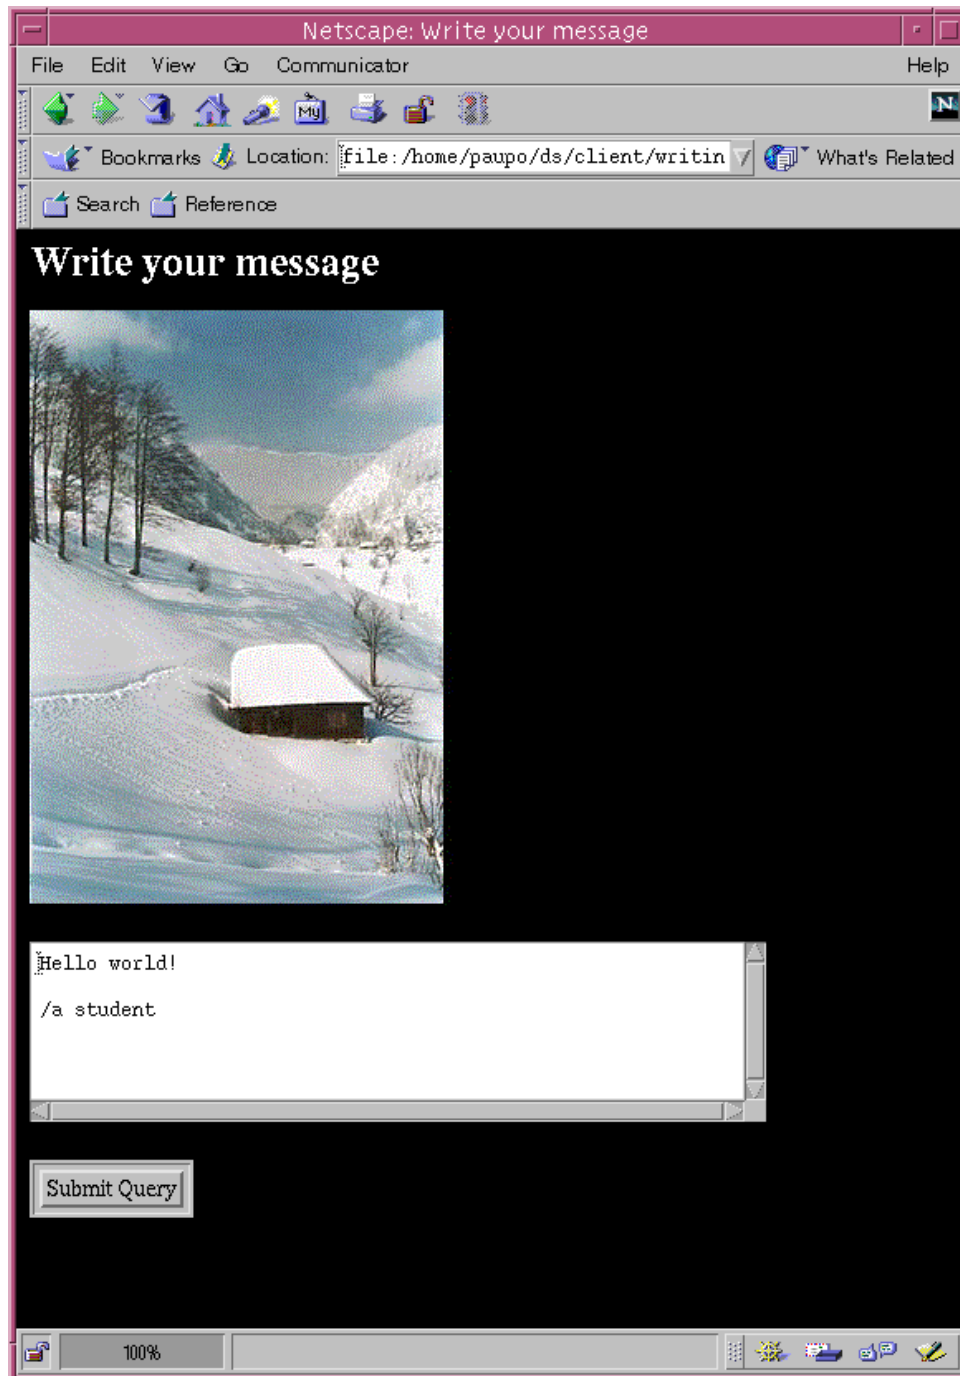 Netscape: Write your message
File Edit View Go Communicator Help
My
N
Bookmarks Location: file:/home/paupo/ds/client/writin What's Related
Search Reference
Write your message
Hello world!
/a student
Submit Query
100%